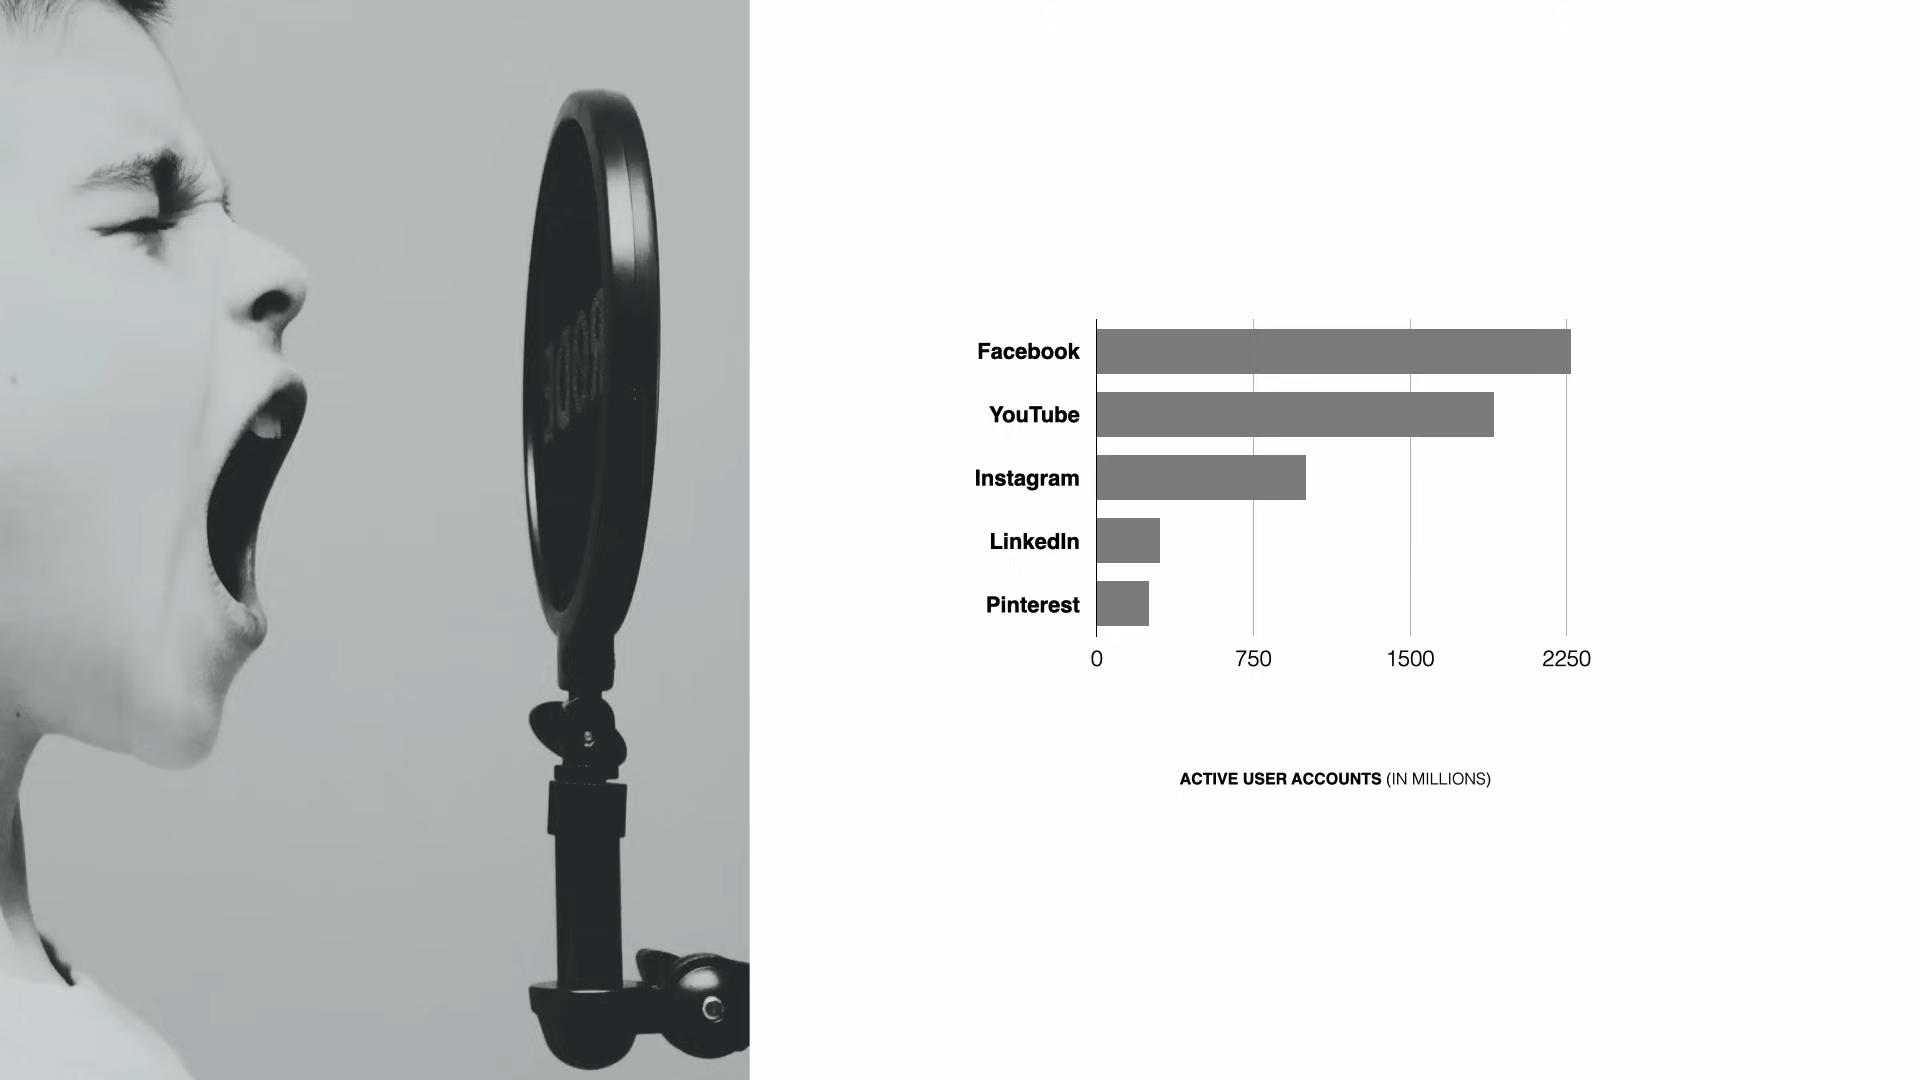 Facebook
YouTube
Instagram
LinkedIn
Pinterest
0 750 1500 2250
ACTIVE USER ACCOUNTS (IN MILLIONS)